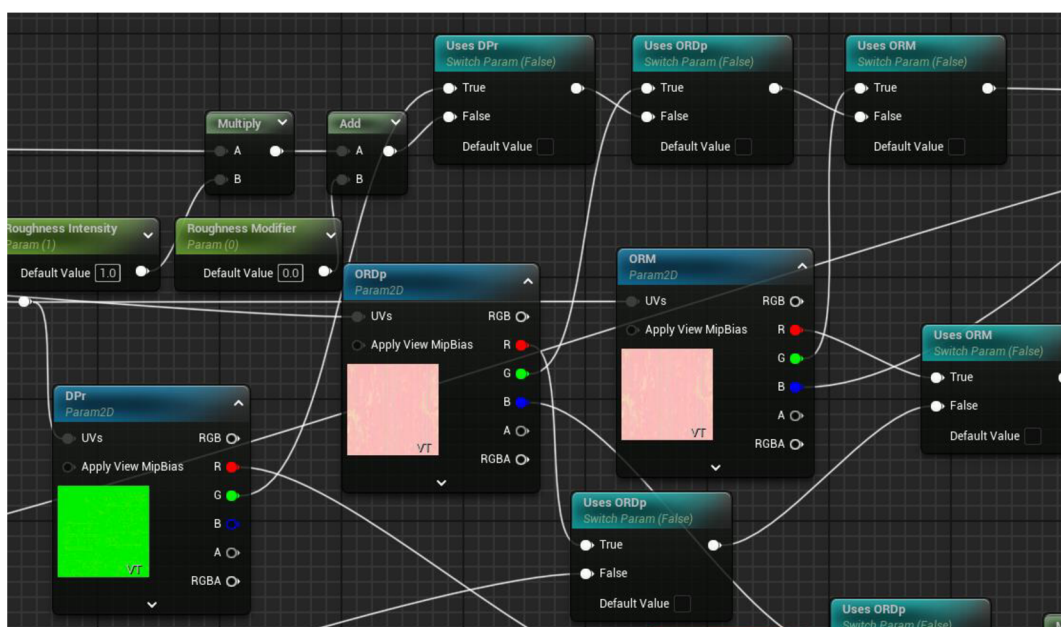 Uses DPr
Switch Param (False)
True
False
Default Value
Uses ORDp
Switch Param (False)
True
False
Default Value
Uses ORM
Switch Param (False)
True
False
Default Value
Multiply
A
B
Add
A
B
Roughness Intensity
Param (1)
Default Value 1.0
Roughness Modifier
Param (0)
Default Value 0.0
ORDp
Param2D
UVs
RGB
Apply View MipBias
R
G
B
A
RGBA
VT
ORM
Param2D
UVs
RGB
Apply View MipBias
R
G
B
A
RGBA
VT
Uses ORM
Switch Param (False)
True
False
Default Value
DPr
Param2D
UVs
RGB
Apply View MipBias
R
G
B
A
RGBA
VT
Uses ORDp
Switch Param (False)
True
False
Default Value
Uses ORDp
Switch Param (False)